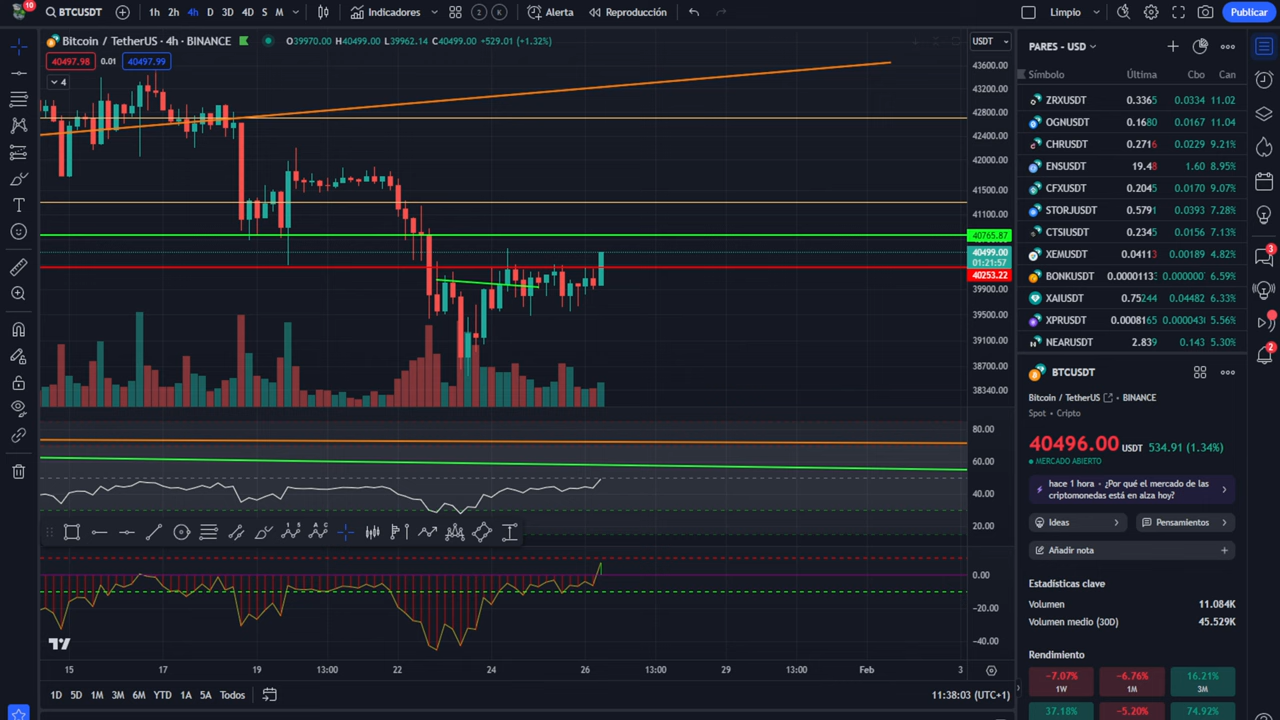 10
BTCUSDT
1h 2h 4h D 3D 4D S M
Indicadores
2 K
Alerta
Reproducción
Limpio
Publicar
Bitcoin / TetherUS · 4h · BINANCE
O39970.00 H40499.00 L39962.14 C40499.00 +529.01 (+1.32%)
40497.98 0.01 40497.99
4
USDT
43600.00
43200.00
42800.00
42400.00
42000.00
41500.00
41100.00
40765.87
40499.00
01:21:57
40253.22
39900.00
39500.00
39100.00
38700.00
38340.00
80.00
60.00
40.00
20.00
0.00
−20.00
−40.00
15 17 19 13:00 22 24 26 13:00 29 13:00 Feb 3
1D 5D 1M 3M 6M YTD 1A 5A Todos
11:38:03 (UTC+1)
PARES - USD
Símbolo Última Cbo Can
ZRXUSDT 0.3365 0.0334 11.02
OGNUSDT 0.1680 0.0167 11.04
CHRUSDT 0.2716 0.0229 9.21%
ENSUSDT 19.48 1.60 8.95%
CFXUSDT 0.2045 0.0170 9.07%
STORJUSDT 0.5791 0.0393 7.28%
CTSIUSDT 0.2345 0.0156 7.13%
XEMUSDT 0.04113 0.00189 4.82%
BONKUSDT 0.0000113 0.000000 6.59%
XAIUSDT 0.75244 0.04482 6.33%
XPRUSDT 0.0008165 0.000043 5.56%
NEARUSDT 2.839 0.143 5.30%
BTCUSDT
Bitcoin / TetherUS · BINANCE
Spot · Cripto
40496.00 USDT 534.91 (1.34%)
MERCADO ABIERTO
hace 1 hora · ¿Por qué el mercado de las
criptomonedas está en alza hoy?
Ideas
Pensamientos
Añadir nota
Estadísticas clave
Volumen 11.084K
Volumen medio (30D) 45.529K
Rendimiento
−7.07% −6.76% 16.21%
1W 1M 3M
37.18% −5.20% 74.92%
3
2